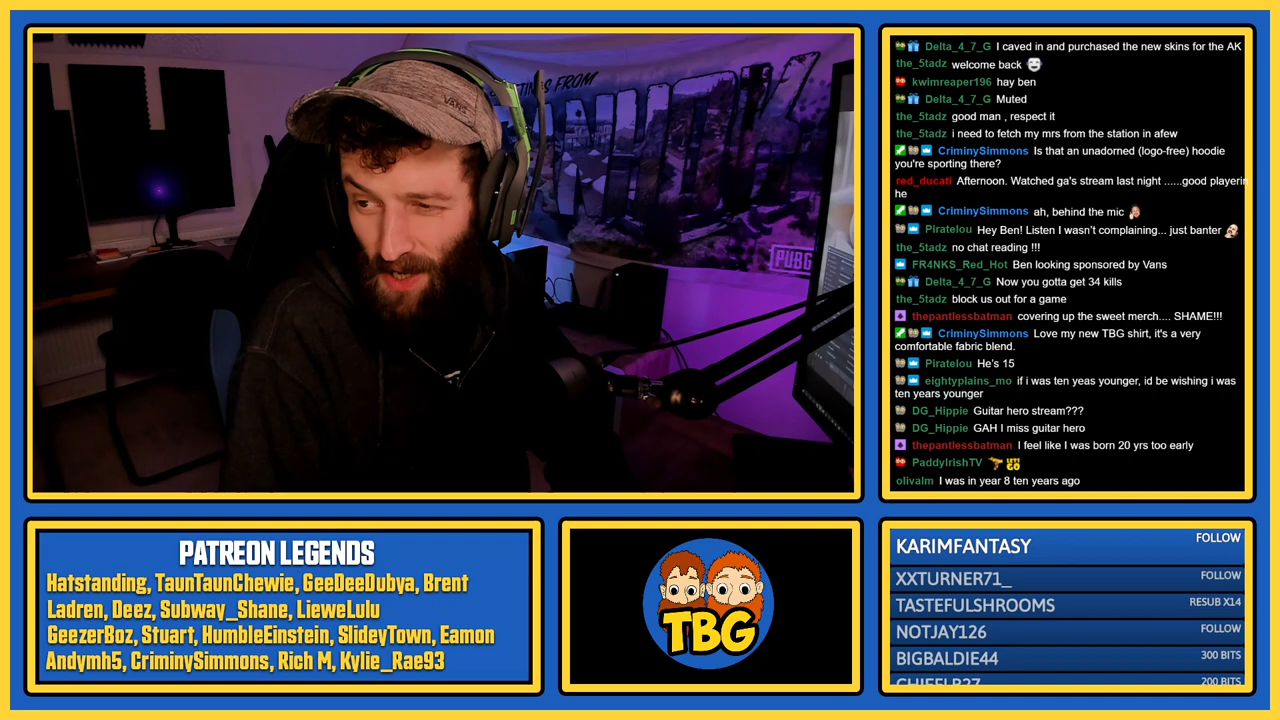 VANS
TINGS FROM
PUBG
Delta_4_7_G I caved in and purchased the new skins for the AK
the_5tadz welcome back
kwimreaper196 hay ben
Delta_4_7_G Muted
the_5tadz good man , respect it
the_5tadz i need to fetch my mrs from the station in afew
CriminySimmons Is that an unadorned (logo-free) hoodie
you're sporting there?
red_ducati Afternoon. Watched ga's stream last night ......good playerin
he
CriminySimmons ah, behind the mic
Piratelou Hey Ben! Listen I wasn't complaining... just banter
the_5tadz no chat reading !!!
FR4NKS_Red_Hot Ben looking sponsored by Vans
Delta_4_7_G Now you gotta get 34 kills
the_5tadz block us out for a game
thepantlessbatman covering up the sweet merch.... SHAME!!!
CriminySimmons Love my new TBG shirt, it's a very
comfortable fabric blend.
Piratelou He's 15
eightyplains_mo if i was ten yeas younger, id be wishing i was
ten years younger
DG_Hippie Guitar hero stream???
DG_Hippie GAH I miss guitar hero
thepantlessbatman I feel like I was born 20 yrs too early
PaddyIrishTV LETS GO
olivalm I was in year 8 ten years ago
PATREON LEGENDS
Hatstanding, TaunTaunChewie, GeeDeeDubya, Brent
Ladren, Deez, Subway_Shane, LieweLulu
GeezerBoz, Stuart, HumbleEinstein, SlideyTown, Eamon
Andymh5, CriminySimmons, Rich M, Kylie_Rae93
TBG
KARIMFANTASY FOLLOW
XXTURNER71_ FOLLOW
TASTEFULSHROOMS RESUB X14
NOTJAY126 FOLLOW
BIGBALDIE44 300 BITS
200 BITS